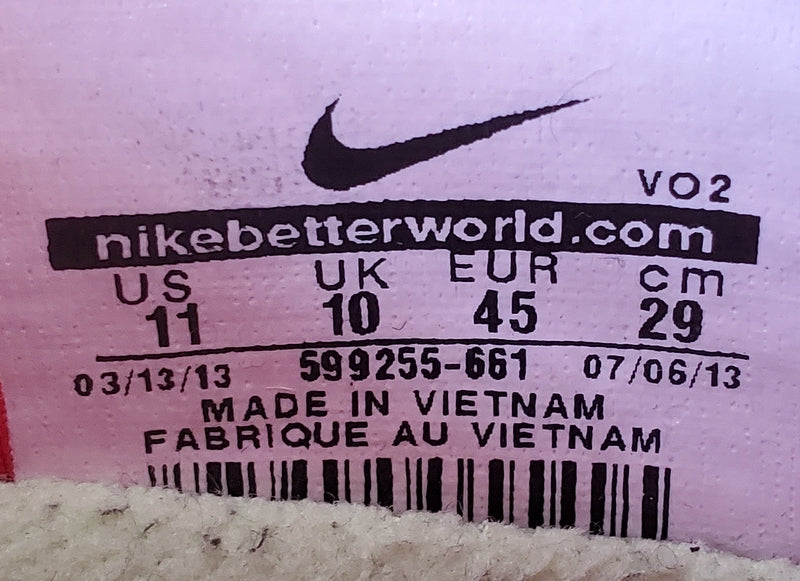 VO2
nikebetterworld.com
US UK EUR cm
11 10 45 29
03/13/13 599255-661 07/06/13
MADE IN VIETNAM
FABRIQUE AU VIETNAM